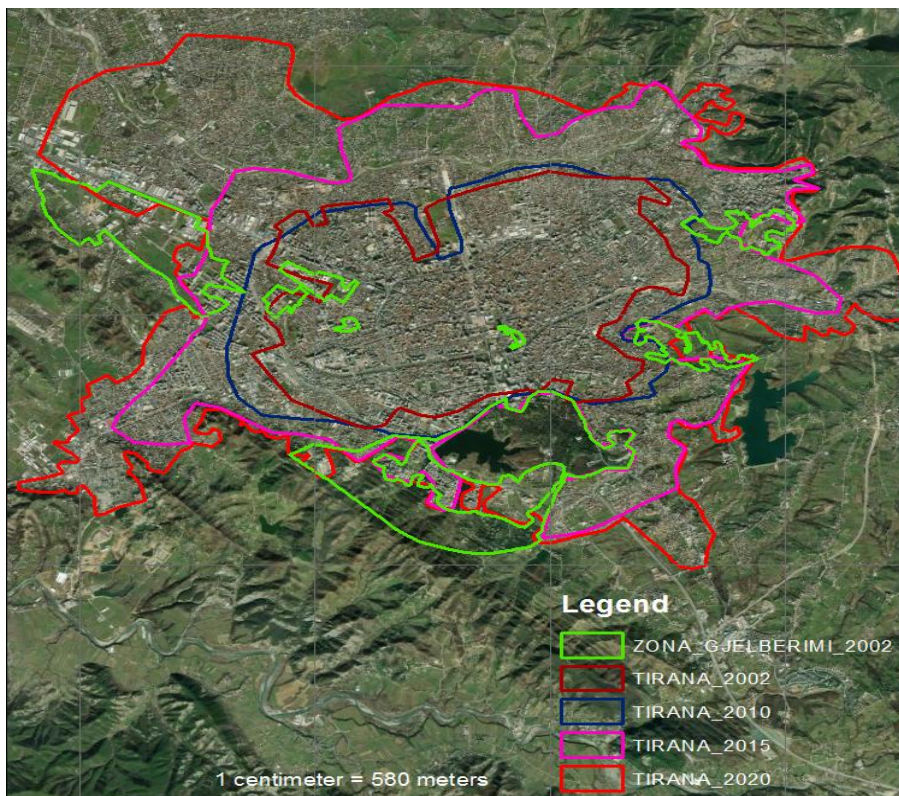 Legend
ZONA_GJELBERIMI_2002
TIRANA_2002
TIRANA_2010
TIRANA_2015
TIRANA_2020
1 centimeter = 580 meters